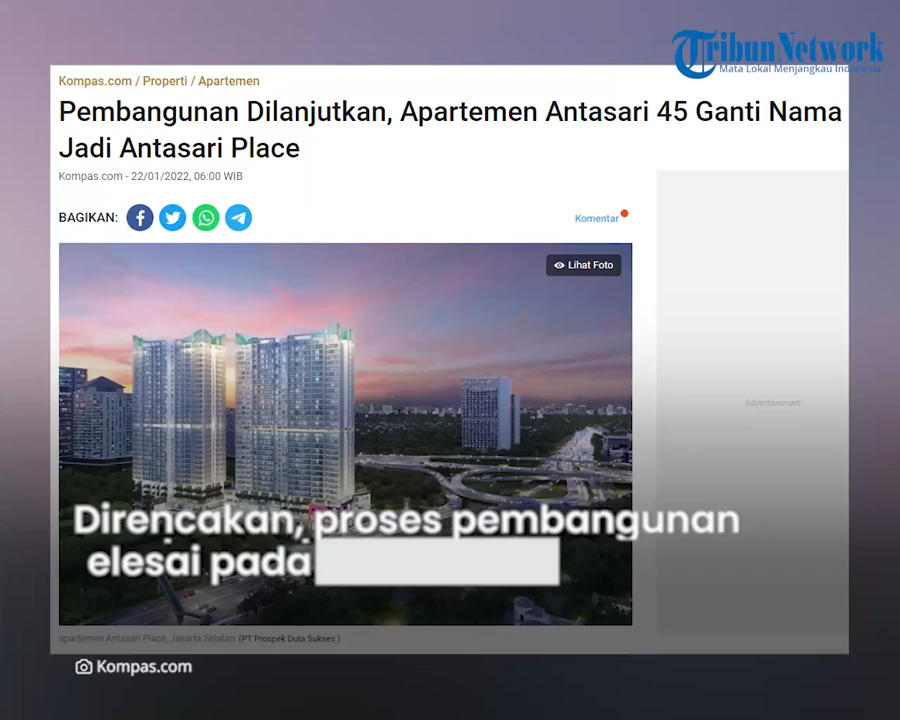 TribunNetwork
Mata Lokal Menjangkau Indonesia
Kompas.com / Properti / Apartemen
Pembangunan Dilanjutkan, Apartemen Antasari 45 Ganti Nama
Jadi Antasari Place
Kompas.com - 22/01/2022, 06:00 WIB
BAGIKAN:
Komentar
Lihat Foto
Advertisement
Direncakan, proses pembangunan
elesai pada
apartemen Antasari Place, Jakarta Selatan. (PT Prospek Duta Sukses )
Kompas.com